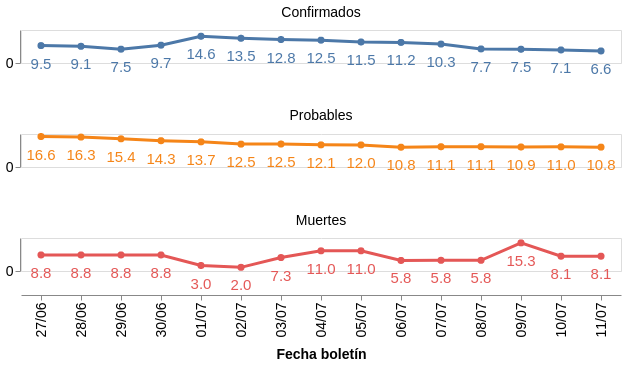 Confirmados
0
9.5 9.1 7.5 9.7 14.6 13.5 12.8 12.5 11.5 11.2 10.3 7.7 7.5 7.1 6.6
Probables
0
16.6 16.3 15.4 14.3 13.7 12.5 12.5 12.1 12.0 10.8 11.1 11.1 10.9 11.0 10.8
Muertes
0
8.8 8.8 8.8 8.8 3.0 2.0 7.3 11.0 11.0 5.8 5.8 5.8 15.3 8.1 8.1
27/06 28/06 29/06 30/06 01/07 02/07 03/07 04/07 05/07 06/07 07/07 08/07 09/07 10/07 11/07
Fecha boletín